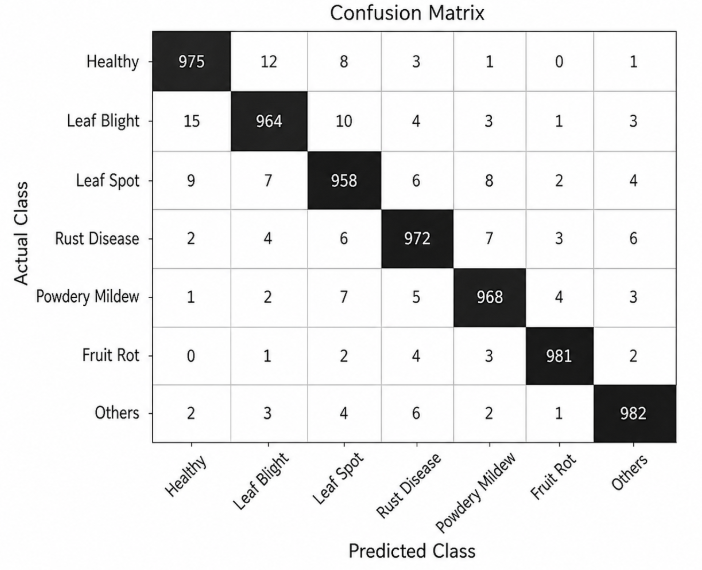 Confusion Matrix
Actual Class
Healthy 975 12 8 3 1 0 1
Leaf Blight 15 964 10 4 3 1 3
Leaf Spot 9 7 958 6 8 2 4
Rust Disease 2 4 6 972 7 3 6
Powdery Mildew 1 2 7 5 968 4 3
Fruit Rot 0 1 2 4 3 981 2
Others 2 3 4 6 2 1 982
Healthy Leaf Blight Leaf Spot Rust Disease Powdery Mildew Fruit Rot Others
Predicted Class